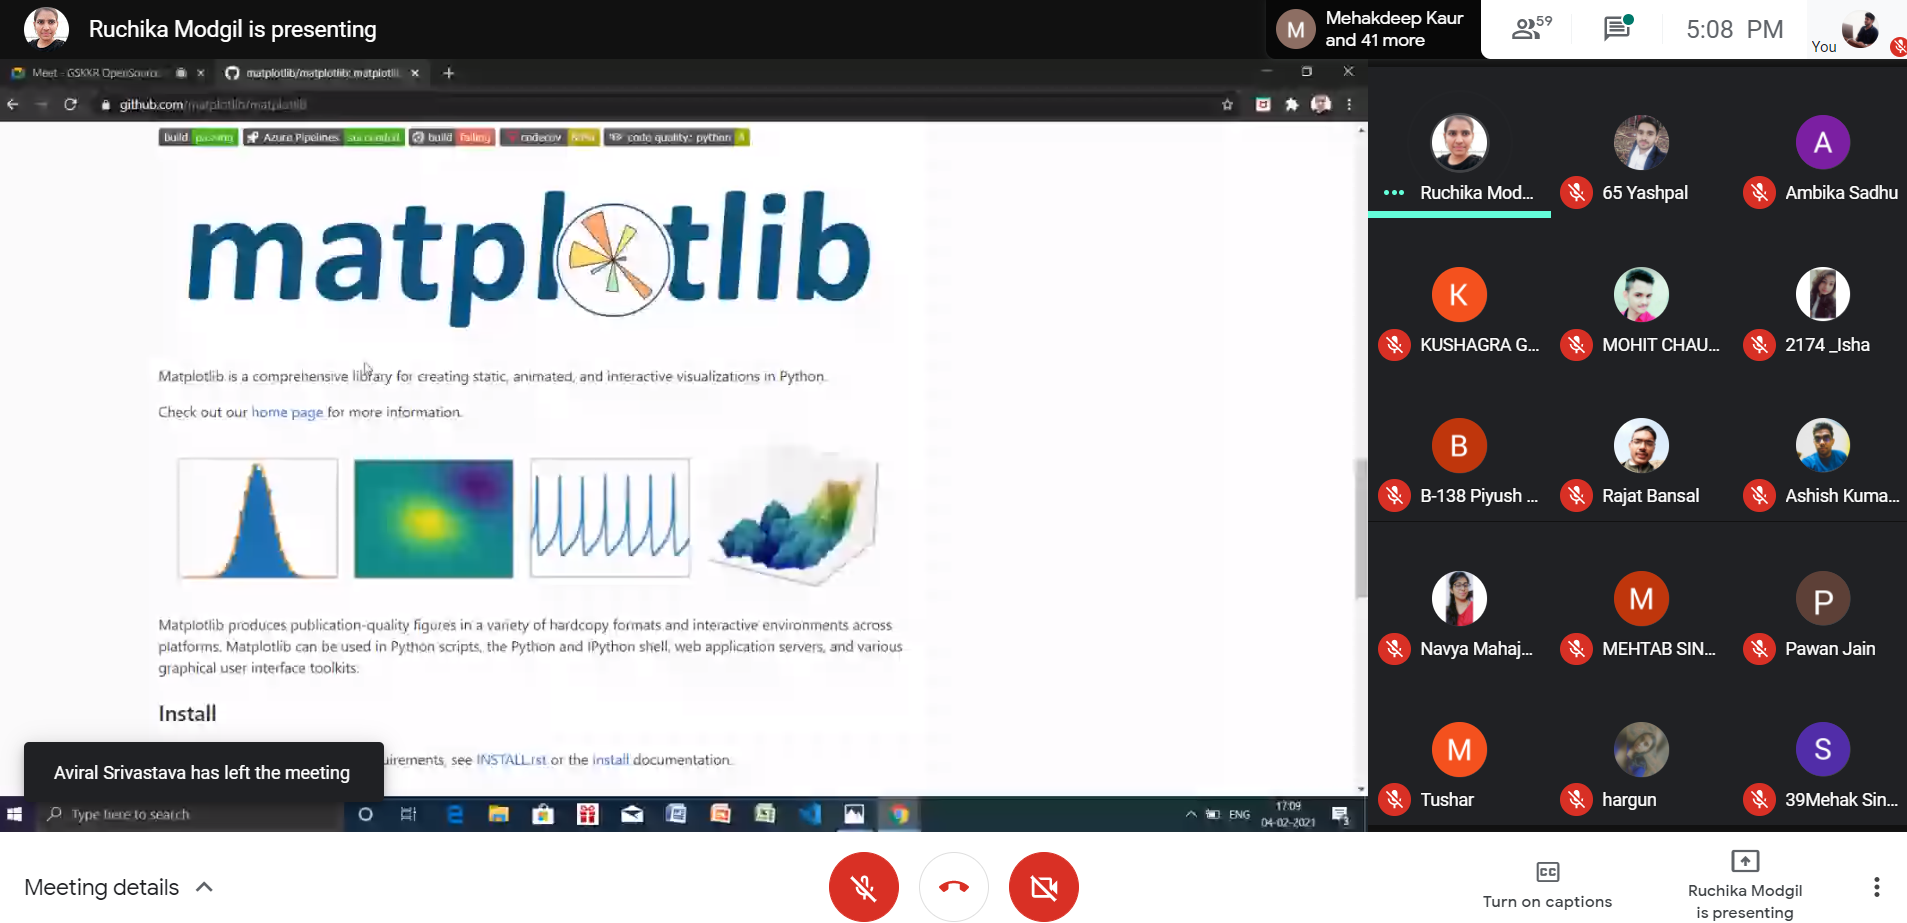 Ruchika Modgil is presenting
M
Mehakdeep Kaur
and 41 more
59
5:08 PM
You
Meet - GSKKR OpenSource
matplotlib/matplotlib: matplotli
github.com/matplotlib/matplotlib
build passing
Azure Pipelines succeeded
build failing
codecov
code quality: python A
matplotlib
Matplotlib is a comprehensive library for creating static, animated, and interactive visualizations in Python.
Check out our home page for more information.
Matplotlib produces publication-quality figures in a variety of hardcopy formats and interactive environments across
platforms. Matplotlib can be used in Python scripts, the Python and IPython shell, web application servers, and various
graphical user interface toolkits.
Install
uirements, see INSTALL.rst or the install documentation.
Aviral Srivastava has left the meeting
Type here to search
ENG
17:09
04-02-2021
3
Ruchika Mod...
65 Yashpal
A
Ambika Sadhu
K
KUSHAGRA G...
MOHIT CHAU...
2174 _Isha
B
B-138 Piyush ...
Rajat Bansal
Ashish Kuma...
Navya Mahaj...
M
MEHTAB SIN...
P
Pawan Jain
M
Tushar
hargun
S
39Mehak Sin...
Meeting details
CC
Turn on captions
Ruchika Modgil
is presenting